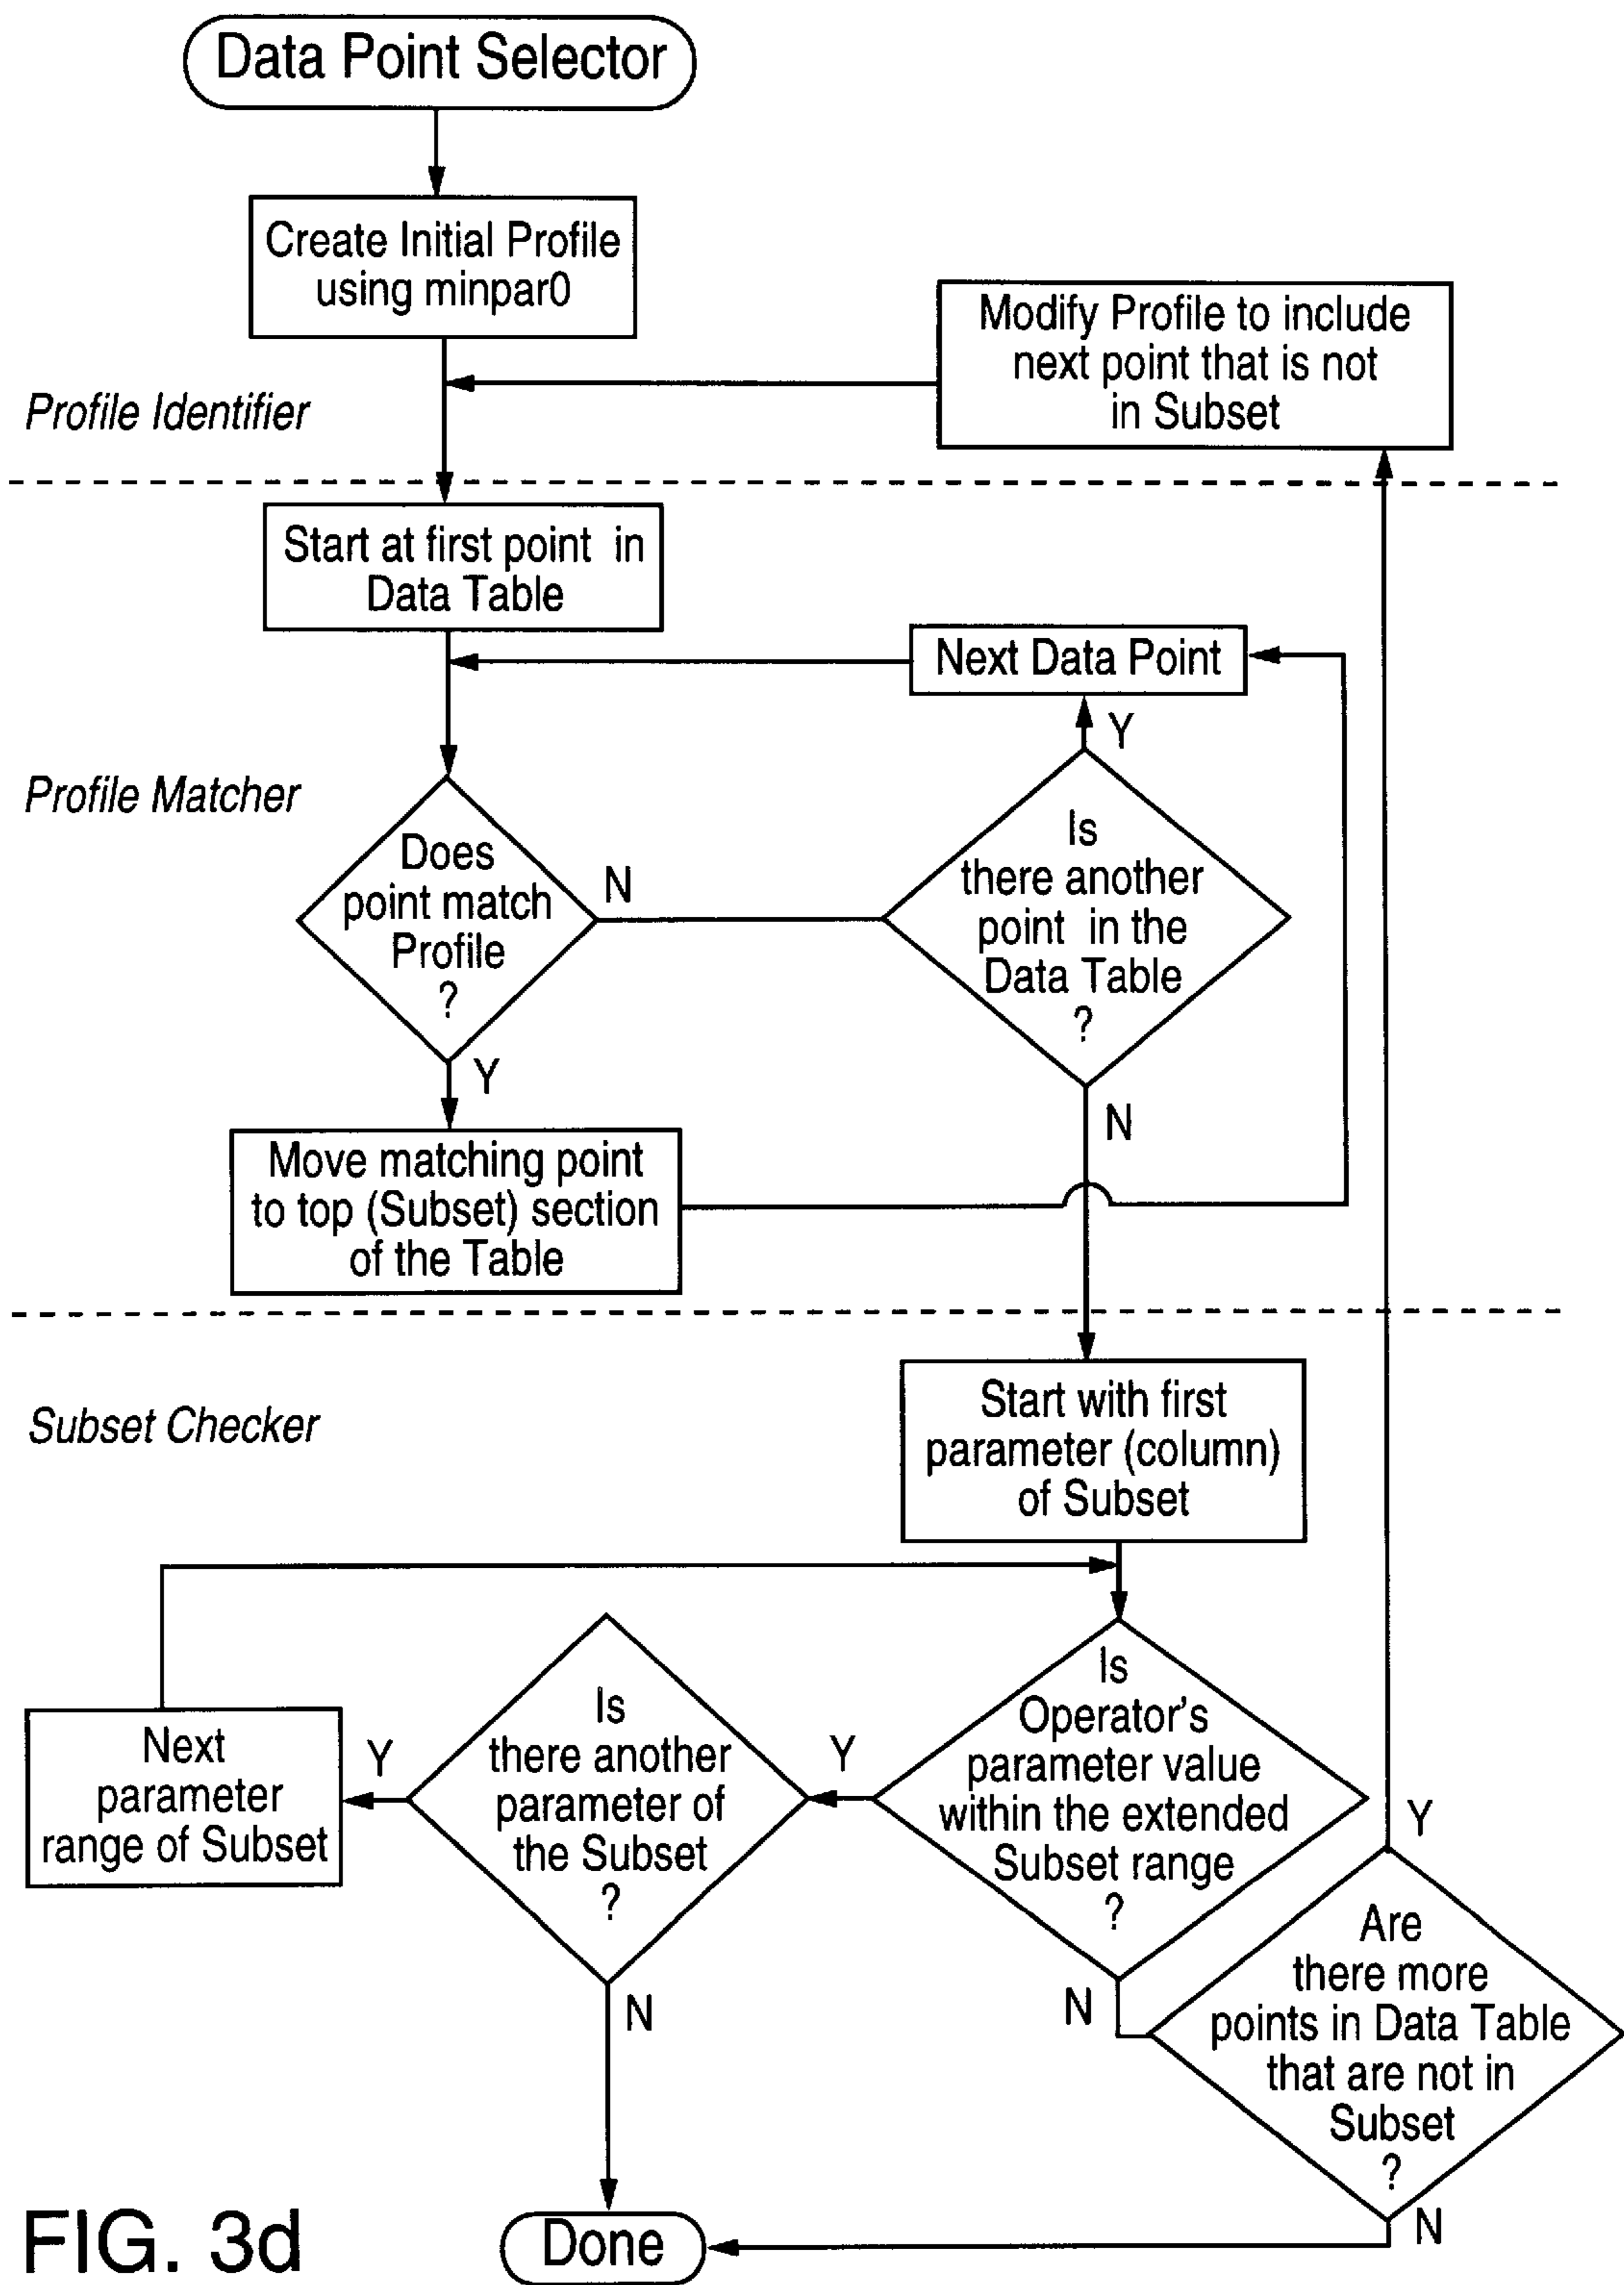 Data Point Selector
Create Initial Profile
using minpar0
Modify Profile to include
next point that is not
in Subset
Profile Identifier
Start at first point in
Data Table
Next Data Point
Y
Profile Matcher
Does
point match
Profile
?
N
Is
there another
point in the
Data Table
?
Y
N
Move matching point
to top (Subset) section
of the Table
Subset Checker
Start with first
parameter (column)
of Subset
Next
parameter
range of Subset
Y
Is
there another
parameter of
the Subset
?
Y
Is
Operator's
parameter value
within the extended
Subset range
?
Y
N
N
Are
there more
points in Data Table
that are not in
Subset
?
N
Done
FIG. 3d